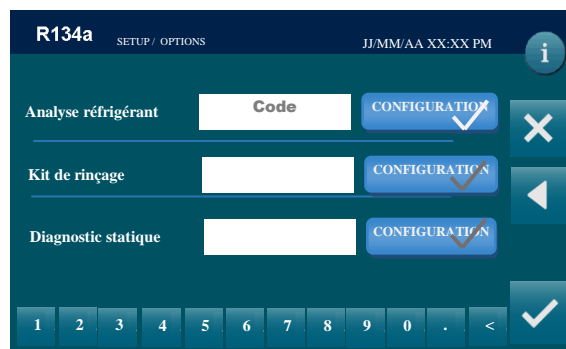 R134a SETUP / OPTIONS JJ/MM/AA XX:XX PM
i
Analyse réfrigérant Code CONFIGURATION
Kit de rinçage CONFIGURATION
Diagnostic statique CONFIGURATION
1 2 3 4 5 6 7 8 9 0 . <